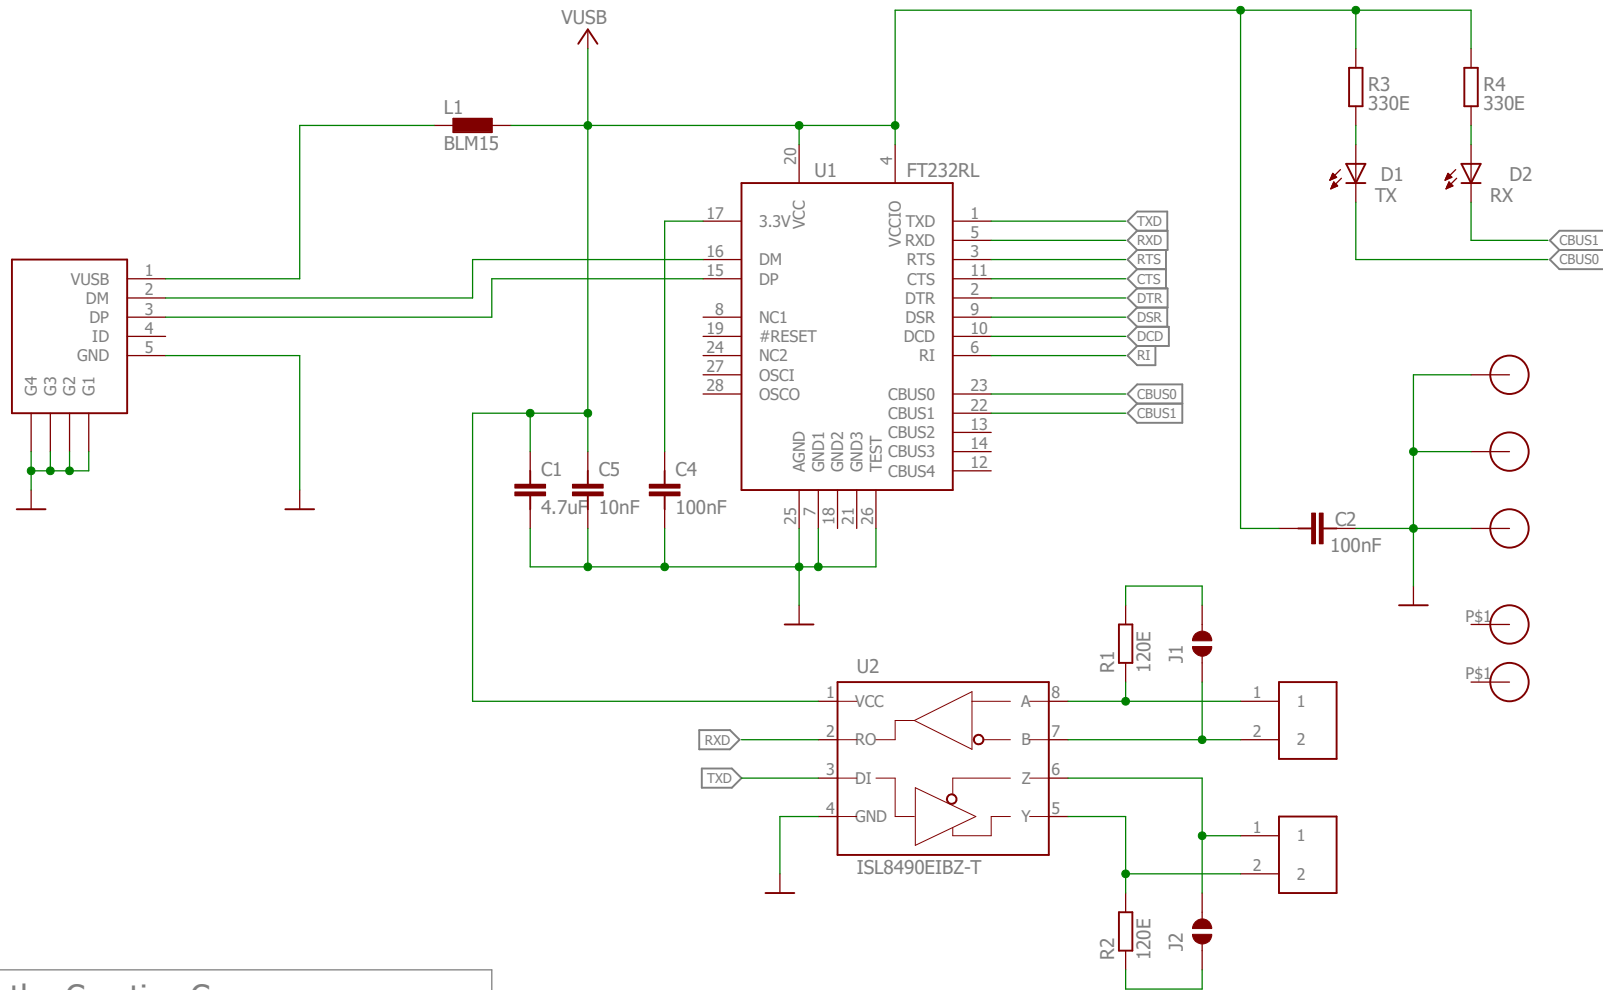 VUSB
L1
BLM15
R3
330E
R4
330E
D1
TX
D2
RX
CBUS1
CBUS0
U1
FT232RL
20
4
VCC
VCCIO
17
3.3V
16
DM
15
DP
8
NC1
19
#RESET
24
NC2
27
OSCI
28
OSCO
TXD
1
TXD
RXD
5
RXD
RTS
3
RTS
CTS
11
CTS
DTR
2
DTR
DSR
9
DSR
DCD
10
DCD
RI
6
RI
CBUS0
23
CBUS0
CBUS1
22
CBUS1
CBUS2
13
CBUS3
14
CBUS4
12
AGND
GND1
GND2
GND3
TEST
25
7
18
21
26
VUSB
1
DM
2
DP
3
ID
4
GND
5
G4
G3
G2
G1
C1
4.7uF
C5
10nF
C4
100nF
C2
100nF
P$1
P$1
R1
120E
J1
U2
1
VCC
2
RO
3
DI
4
GND
A
8
B
7
Z
6
Y
5
RXD
TXD
ISL8490EIBZ-T
1
1
2
2
1
1
2
2
R2
120E
J2